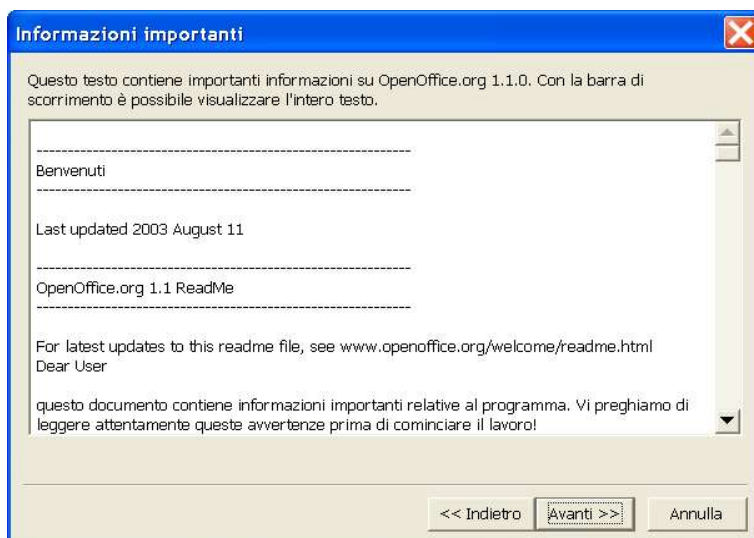 Informazioni importanti
Questo testo contiene importanti informazioni su OpenOffice.org 1.1.0. Con la barra di
scorrimento è possibile visualizzare l'intero testo.
------------------------------------------------------------
Benvenuti
------------------------------------------------------------
Last updated 2003 August 11
------------------------------------------------------------
OpenOffice.org 1.1 ReadMe
------------------------------------------------------------
For latest updates to this readme file, see www.openoffice.org/welcome/readme.html
Dear User
questo documento contiene informazioni importanti relative al programma. Vi preghiamo di
leggere attentamente queste avvertenze prima di cominciare il lavoro!
<< Indietro Avanti >> Annulla